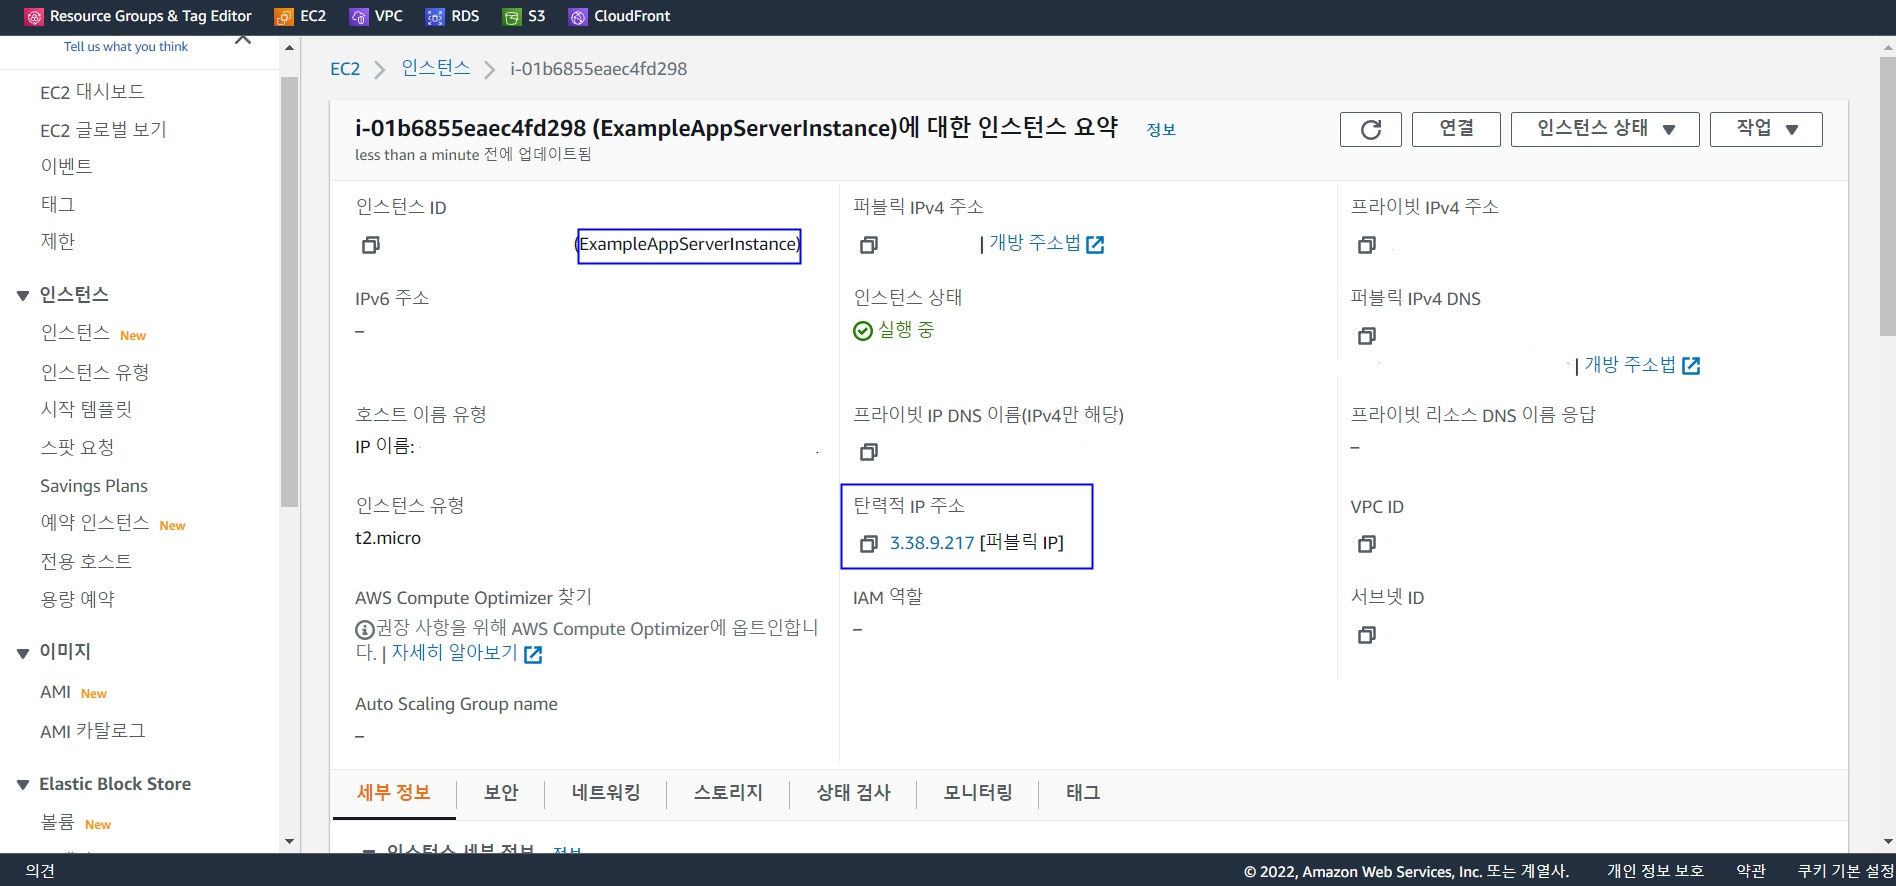 Resource Groups & Tag Editor EC2 VPC RDS S3 CloudFront
Tell us what you think
EC2 대시보드
EC2 글로벌 보기
이벤트
태그
제한
인스턴스
인스턴스 New
인스턴스 유형
시작 템플릿
스팟 요청
Savings Plans
예약 인스턴스 New
전용 호스트
용량 예약
이미지
AMI New
AMI 카탈로그
Elastic Block Store
볼륨 New
EC2 > 인스턴스 > i-01b6855eaec4fd298
i-01b6855eaec4fd298 (ExampleAppServerInstance)에 대한 인스턴스 요약 정보
less than a minute 전에 업데이트됨
연결 인스턴스 상태 작업
인스턴스 ID
(ExampleAppServerInstance)
퍼블릭 IPv4 주소
| 개방 주소법
프라이빗 IPv4 주소
IPv6 주소
–
인스턴스 상태
실행 중
퍼블릭 IPv4 DNS
| 개방 주소법
호스트 이름 유형
IP 이름:
프라이빗 IP DNS 이름(IPv4만 해당)
프라이빗 리소스 DNS 이름 응답
–
인스턴스 유형
t2.micro
탄력적 IP 주소
3.38.9.217 [퍼블릭 IP]
VPC ID
AWS Compute Optimizer 찾기
권장 사항을 위해 AWS Compute Optimizer에 옵트인합니
다. | 자세히 알아보기
IAM 역할
–
서브넷 ID
Auto Scaling Group name
–
세부 정보 보안 네트워킹 스토리지 상태 검사 모니터링 태그
인스턴스 세부 정보 정보
의견 © 2022, Amazon Web Services, Inc. 또는 계열사. 개인 정보 보호 약관 쿠키 기본 설정